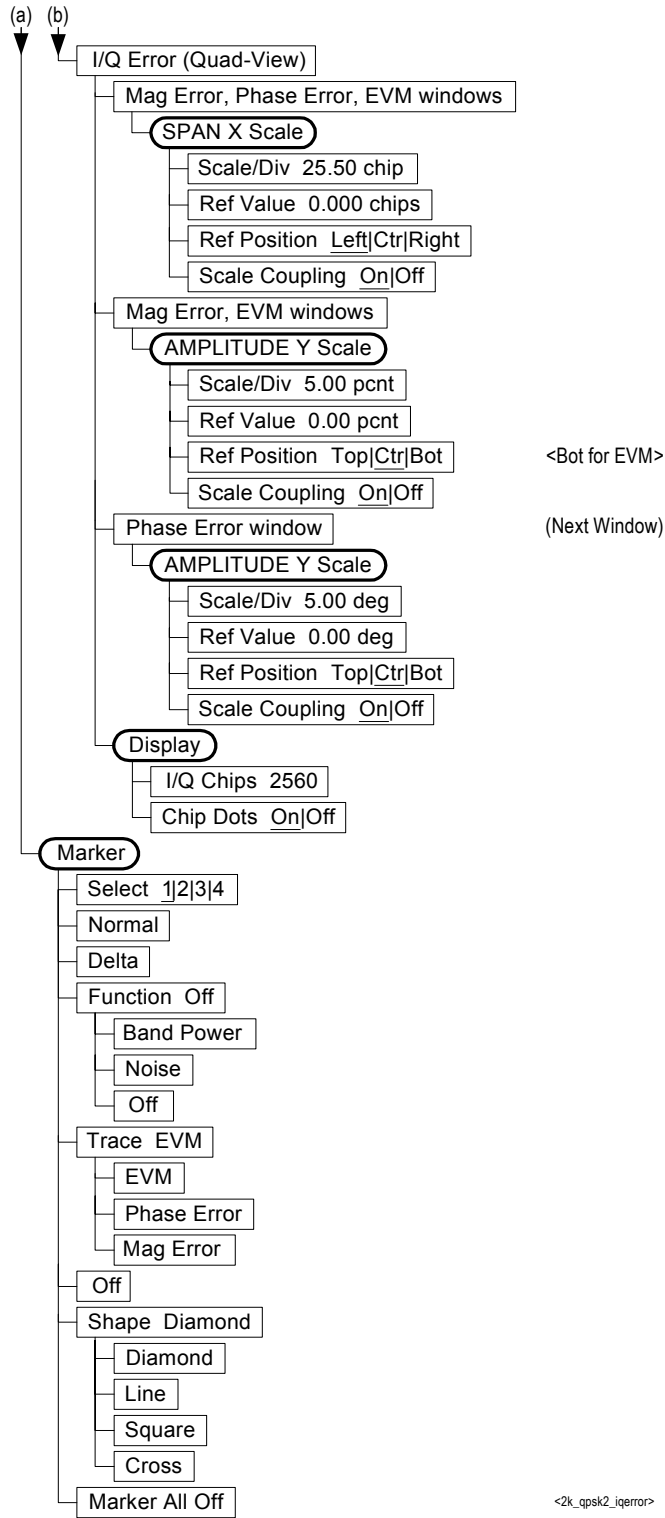 (a) (b)
I/Q Error (Quad-View)
Mag Error, Phase Error, EVM windows
SPAN X Scale
Scale/Div 25.50 chip
Ref Value 0.000 chips
Ref Position Left|Ctr|Right
Scale Coupling On|Off
Mag Error, EVM windows
AMPLITUDE Y Scale
Scale/Div 5.00 pcnt
Ref Value 0.00 pcnt
Ref Position Top|Ctr|Bot <Bot for EVM>
Scale Coupling On|Off
Phase Error window (Next Window)
AMPLITUDE Y Scale
Scale/Div 5.00 deg
Ref Value 0.00 deg
Ref Position Top|Ctr|Bot
Scale Coupling On|Off
Display
I/Q Chips 2560
Chip Dots On|Off
Marker
Select 1|2|3|4
Normal
Delta
Function Off
Band Power
Noise
Off
Trace EVM
EVM
Phase Error
Mag Error
Off
Shape Diamond
Diamond
Line
Square
Cross
Marker All Off <2k_qpsk2_iqerror>